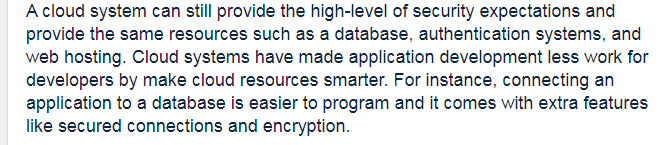 A cloud system can still provide the high-level of security expectations and
provide the same resources such as a database, authentication systems, and
web hosting. Cloud systems have made application development less work for
developers by make cloud resources smarter. For instance, connecting an
application to a database is easier to program and it comes with extra features
like secured connections and encryption.